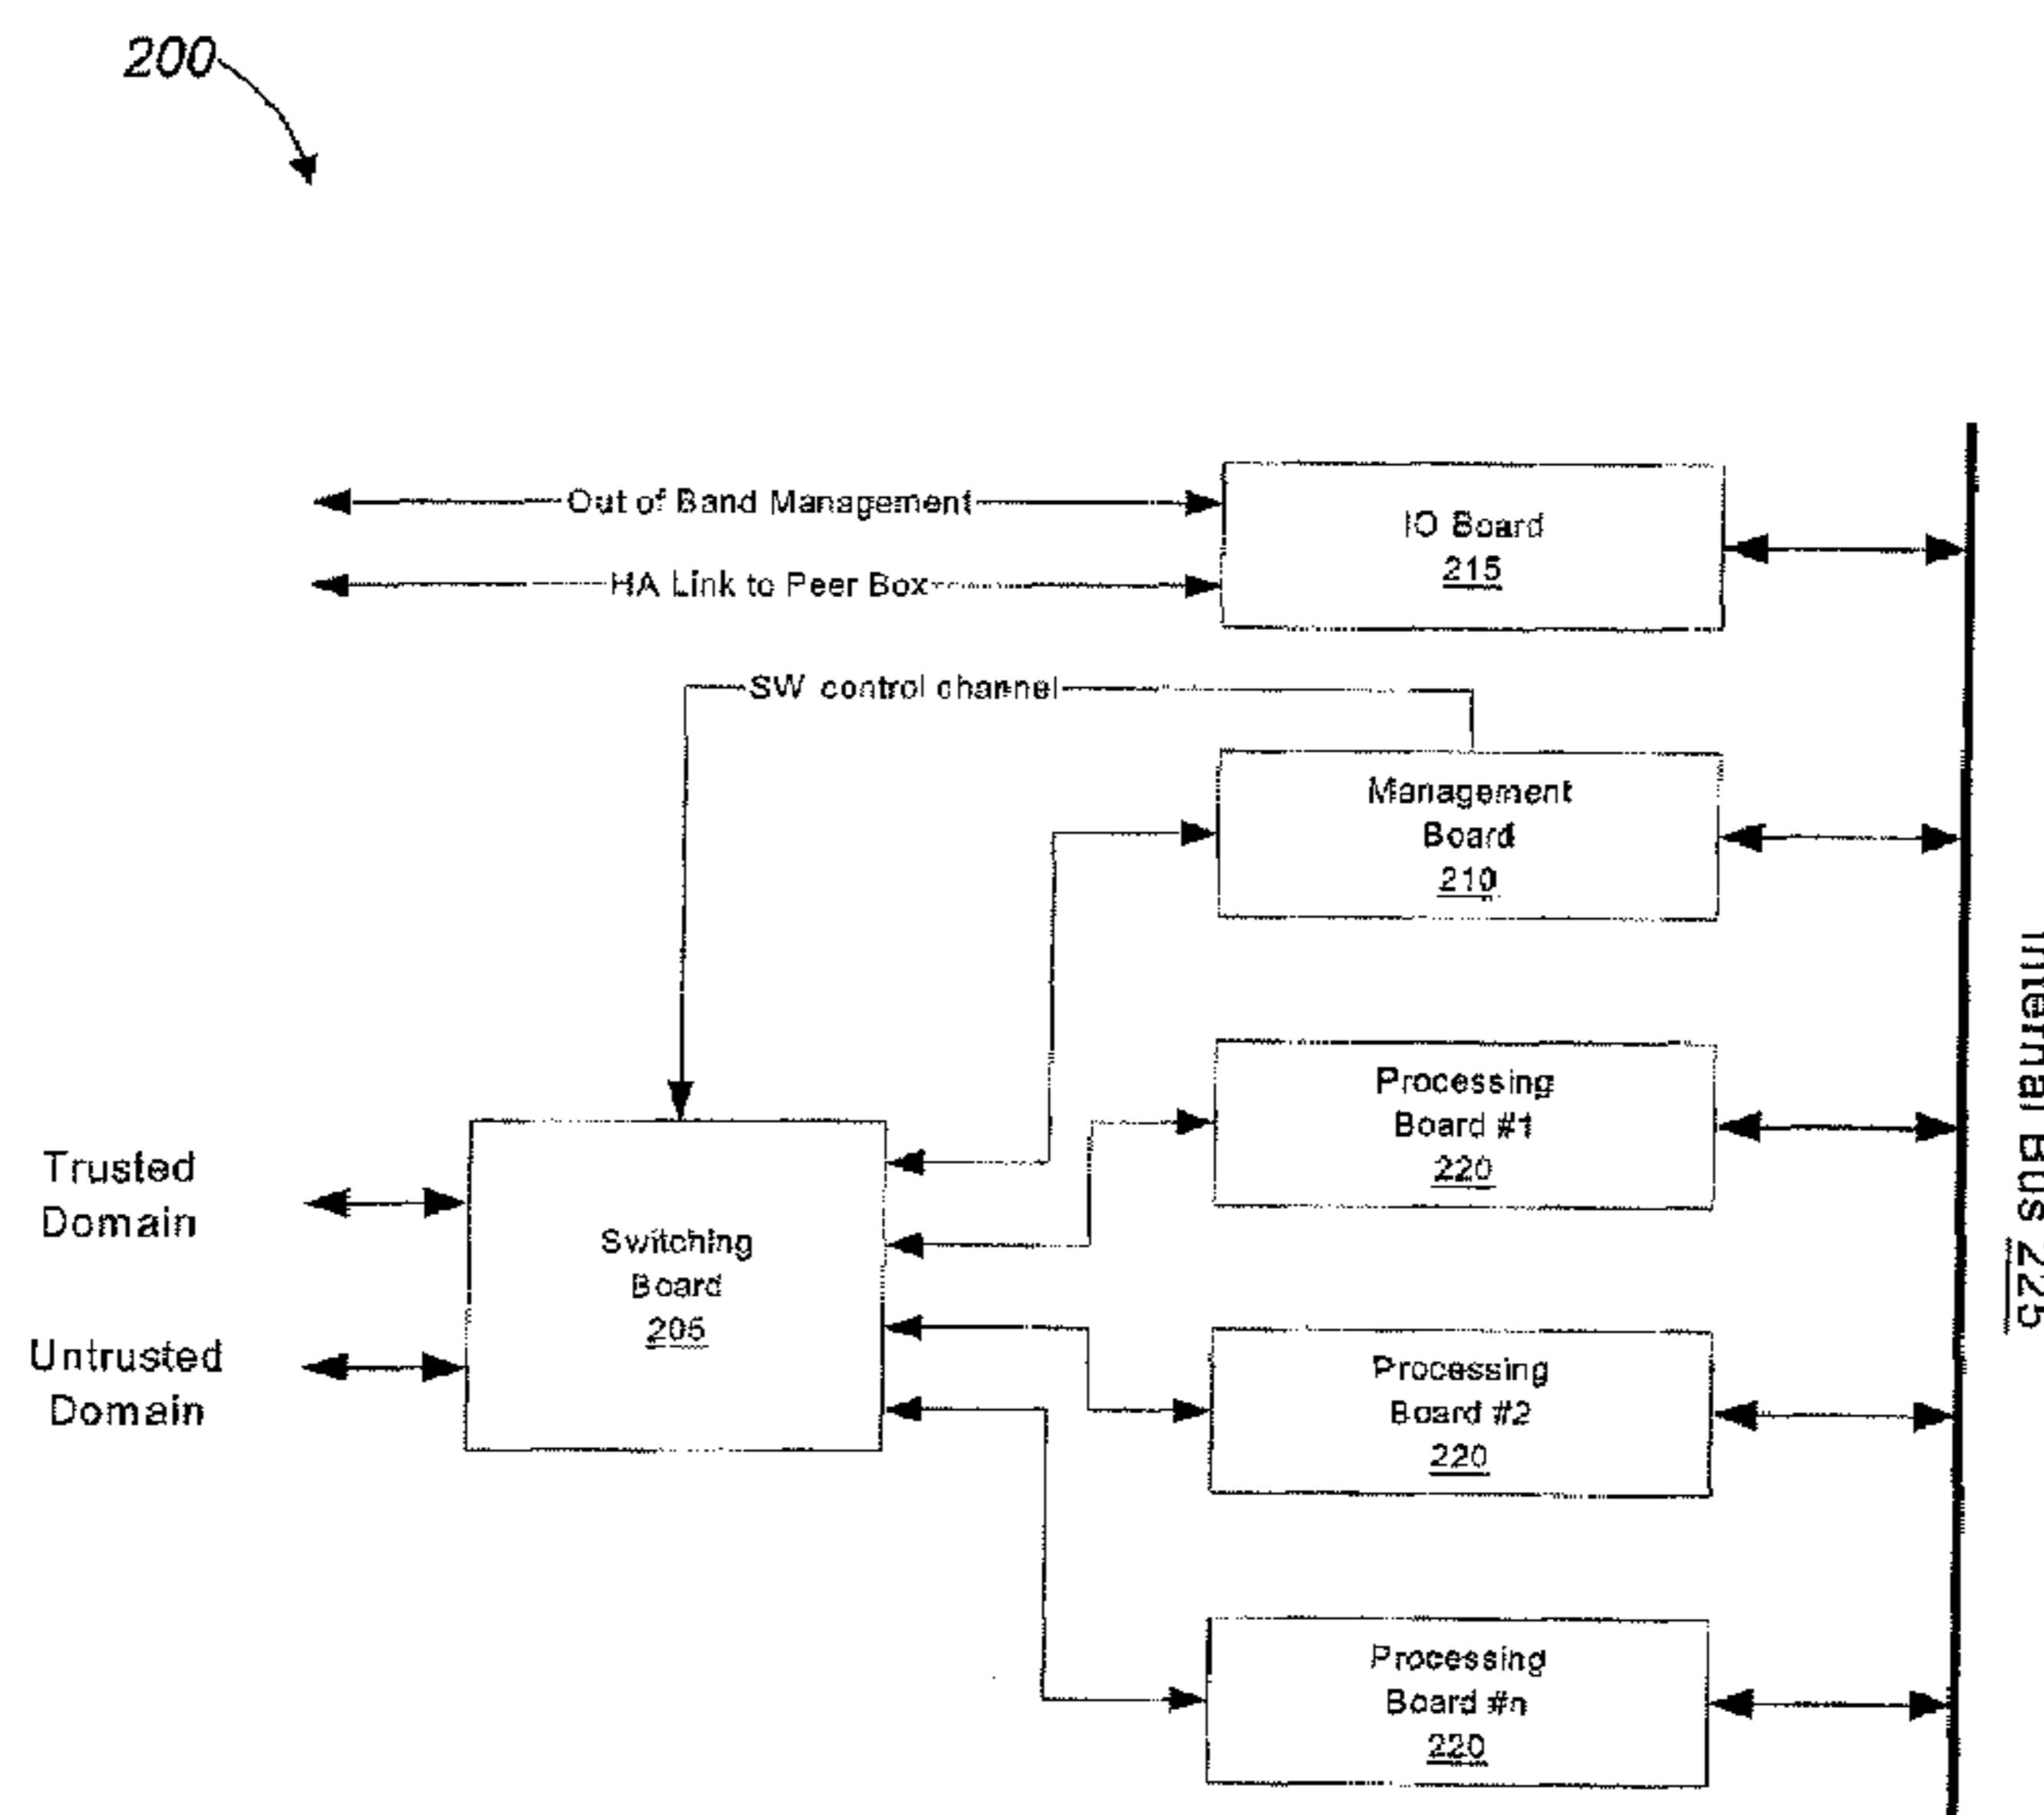 200
Out of Band Management
IO Board
215
HA Link to Peer Box
SW control channel
Management
Board
210
Processing
Board #1
220
Trusted
Domain
Switching
Board
205
Untrusted
Domain
Processing
Board #2
220
Processing
Board #n
220
Internal Bus 225